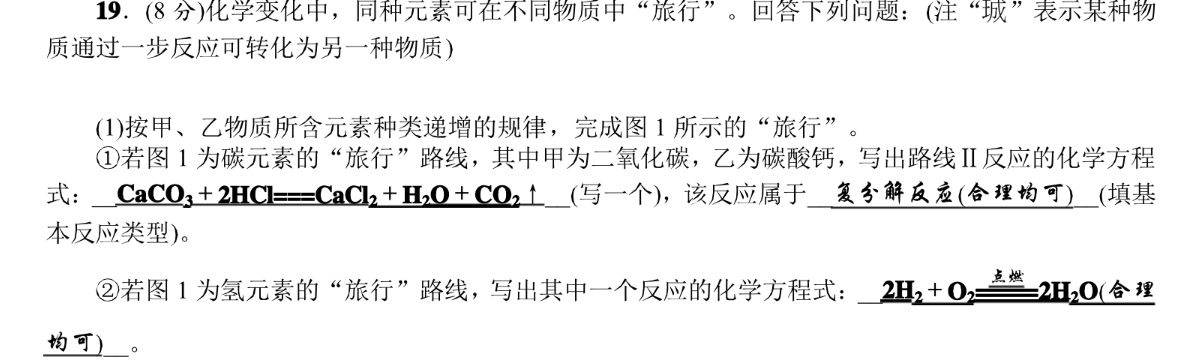 19. (8 分)化学变化中，同种元素可在不同物质中“旅行”。回答下列问题：(注“珹”表示某种物
质通过一步反应可转化为另一种物质)
(1)按甲、乙物质所含元素种类递增的规律，完成图 1 所示的“旅行”。
①若图 1 为碳元素的“旅行”路线，其中甲为二氧化碳，乙为碳酸钙，写出路线Ⅱ反应的化学方程
式：__CaCO₃＋2HCl===CaCl₂＋H₂O＋CO₂↑__(写一个)，该反应属于__复分解反应(合理均可)__(填基
本反应类型)。
②若图 1 为氢元素的“旅行”路线，写出其中一个反应的化学方程式：__2H₂＋O₂=点燃=2H₂O(合理
均可)__。